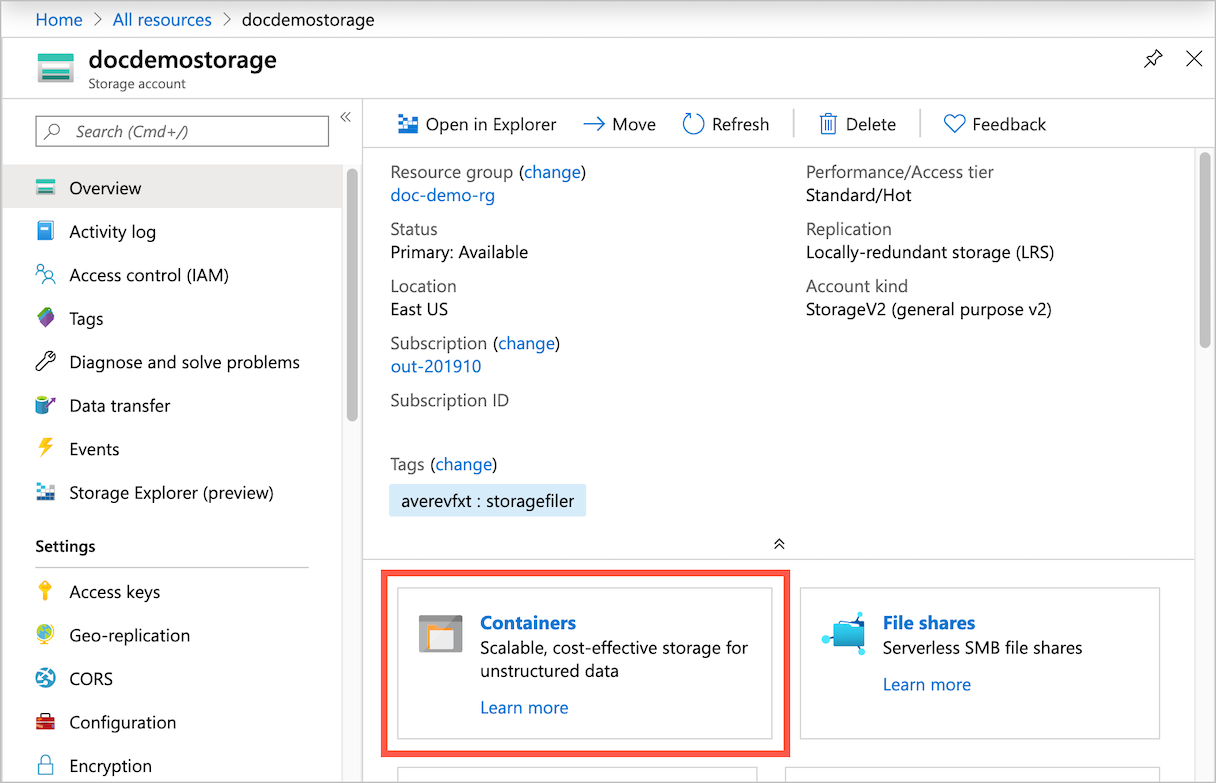 Home > All resources > docdemostorage
docdemostorage
Storage account
Search (Cmd+/)
«
Overview
Activity log
Access control (IAM)
Tags
Diagnose and solve problems
Data transfer
Events
Storage Explorer (preview)
Settings
Access keys
Geo-replication
CORS
Configuration
Encryption
Open in Explorer
Move
Refresh
Delete
Feedback
Resource group (change)
doc-demo-rg
Status
Primary: Available
Location
East US
Subscription (change)
out-201910
Subscription ID
Tags (change)
averevfxt : storagefiler
Performance/Access tier
Standard/Hot
Replication
Locally-redundant storage (LRS)
Account kind
StorageV2 (general purpose v2)
Containers
Scalable, cost-effective storage for
unstructured data
Learn more
File shares
Serverless SMB file shares
Learn more